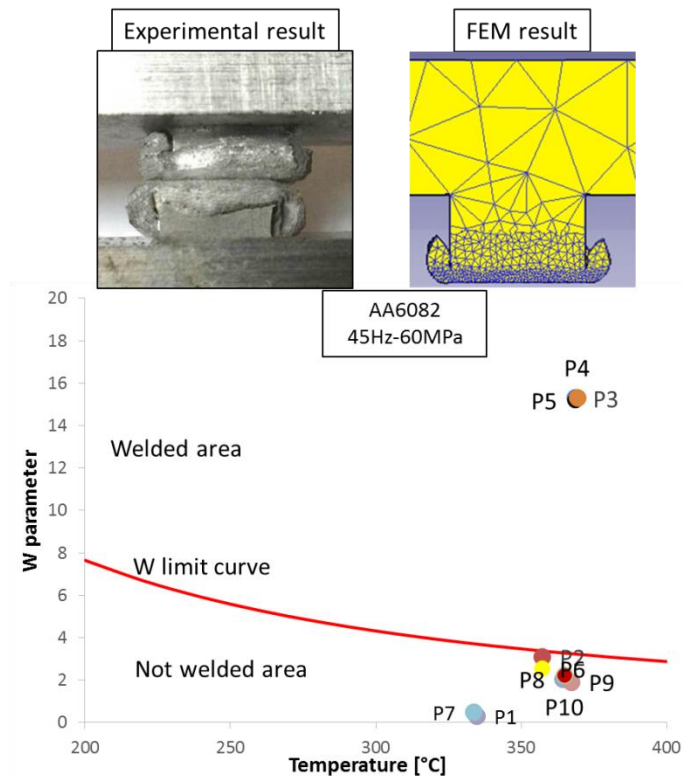 Experimental result
FEM result
AA6082
45Hz-60MPa
20
18
16
14
12
10
8
6
4
2
0
W parameter
P4
P5
P3
Welded area
W limit curve
Not welded area
P2
P6
P8
P9
P10
P7
P1
200
250
300
350
400
Temperature [°C]